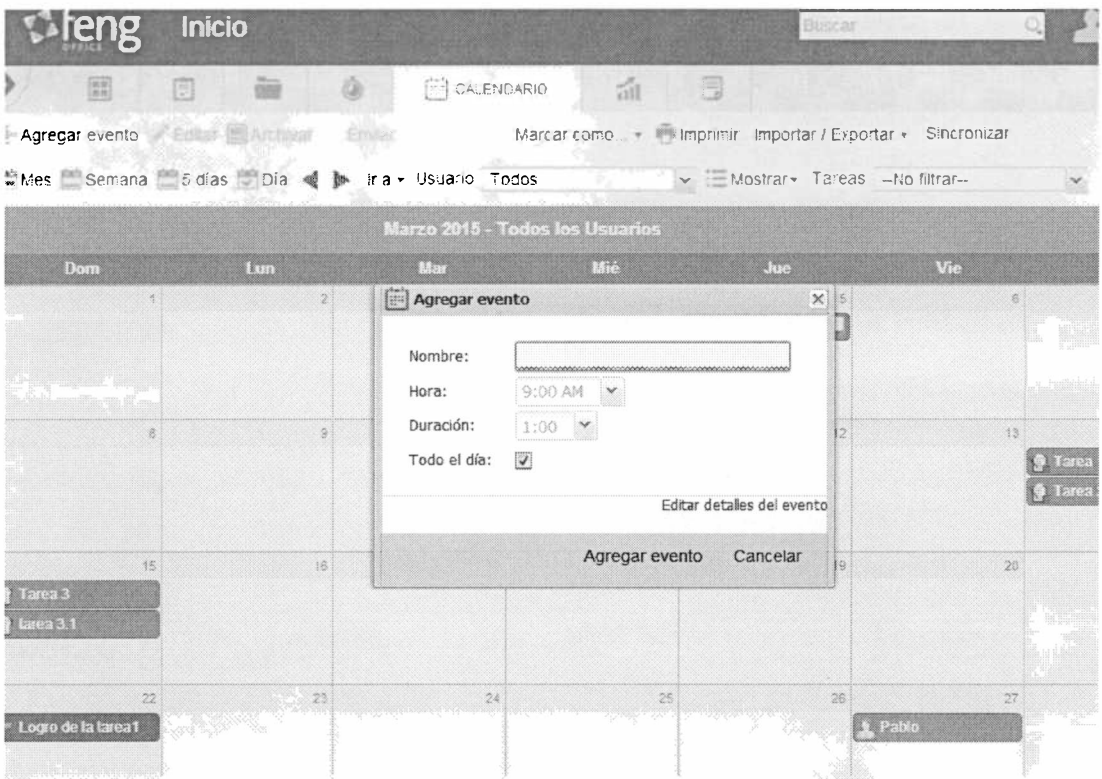 feng Inicio Buscar
OFFICE
CALENDARIO
Agregar evento Editar Archivar Enviar Marcar como... Imprimir Importar / Exportar Sincronizar
Mes Semana 5 días Día Ir a Usuario Todos Mostrar Tareas --No filtrar--
Marzo 2015 - Todos los Usuarios
Dom Lun Mar Mié Jue Vie
1 2 5 6
Agregar evento
Nombre:
Hora: 9:00 AM
Duración: 1:00
Todo el día:
Editar detalles del evento
Agregar evento Cancelar
8 9 12 13
Tarea
Tarea
15 16 19 20
Tarea 3
tarea 3.1
22 23 24 25 26 27
Logro de la tarea1 Pablo